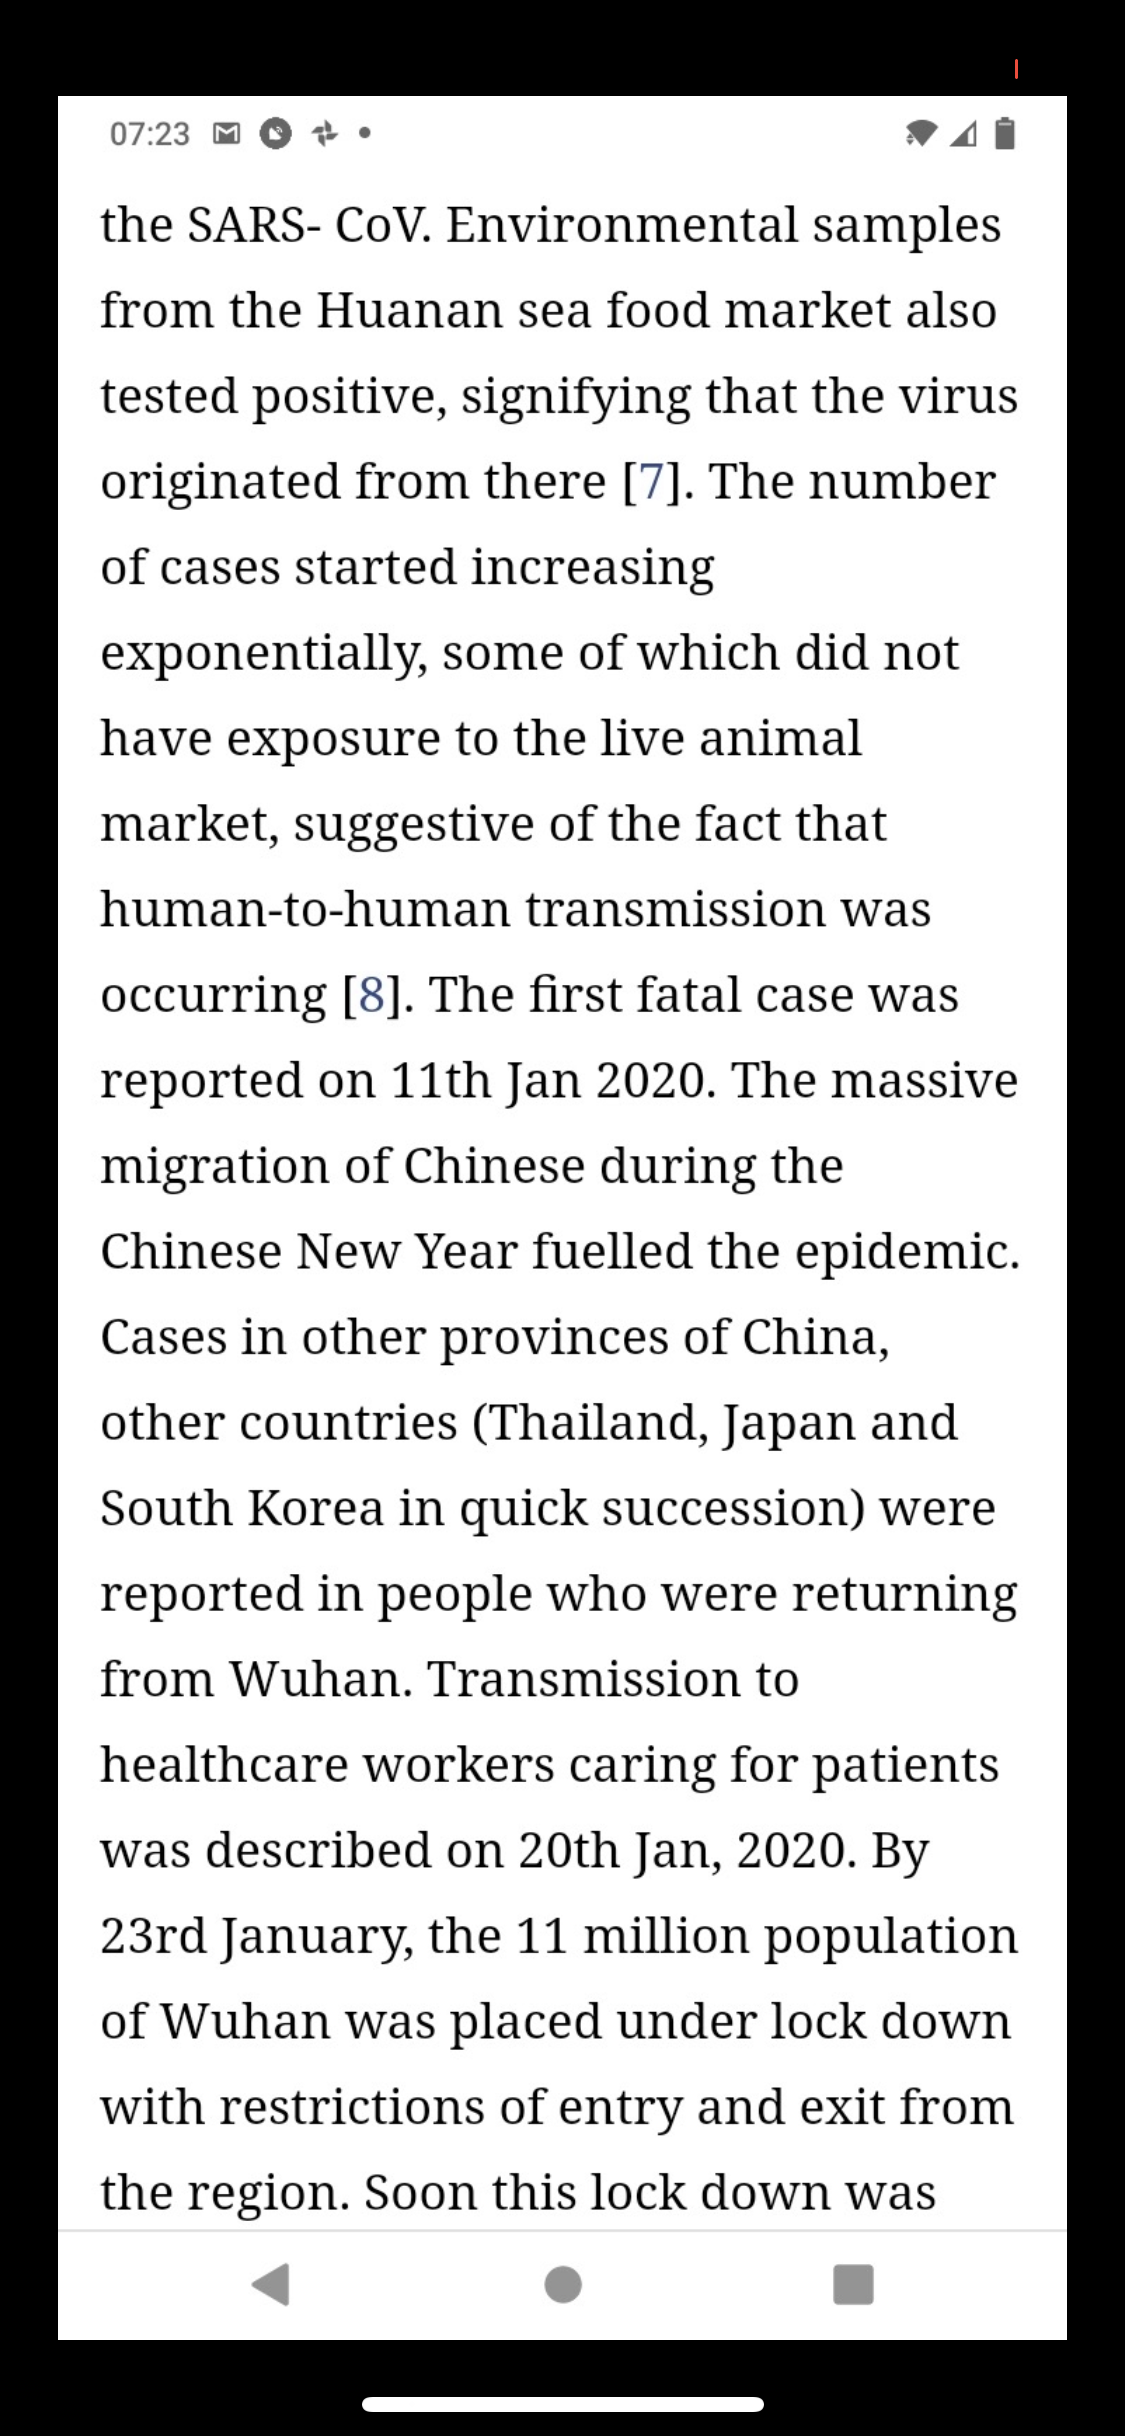 07:23
the SARS- CoV. Environmental samples
from the Huanan sea food market also
tested positive, signifying that the virus
originated from there [7]. The number
of cases started increasing
exponentially, some of which did not
have exposure to the live animal
market, suggestive of the fact that
human-to-human transmission was
occurring [8]. The first fatal case was
reported on 11th Jan 2020. The massive
migration of Chinese during the
Chinese New Year fuelled the epidemic.
Cases in other provinces of China,
other countries (Thailand, Japan and
South Korea in quick succession) were
reported in people who were returning
from Wuhan. Transmission to
healthcare workers caring for patients
was described on 20th Jan, 2020. By
23rd January, the 11 million population
of Wuhan was placed under lock down
with restrictions of entry and exit from
the region. Soon this lock down was